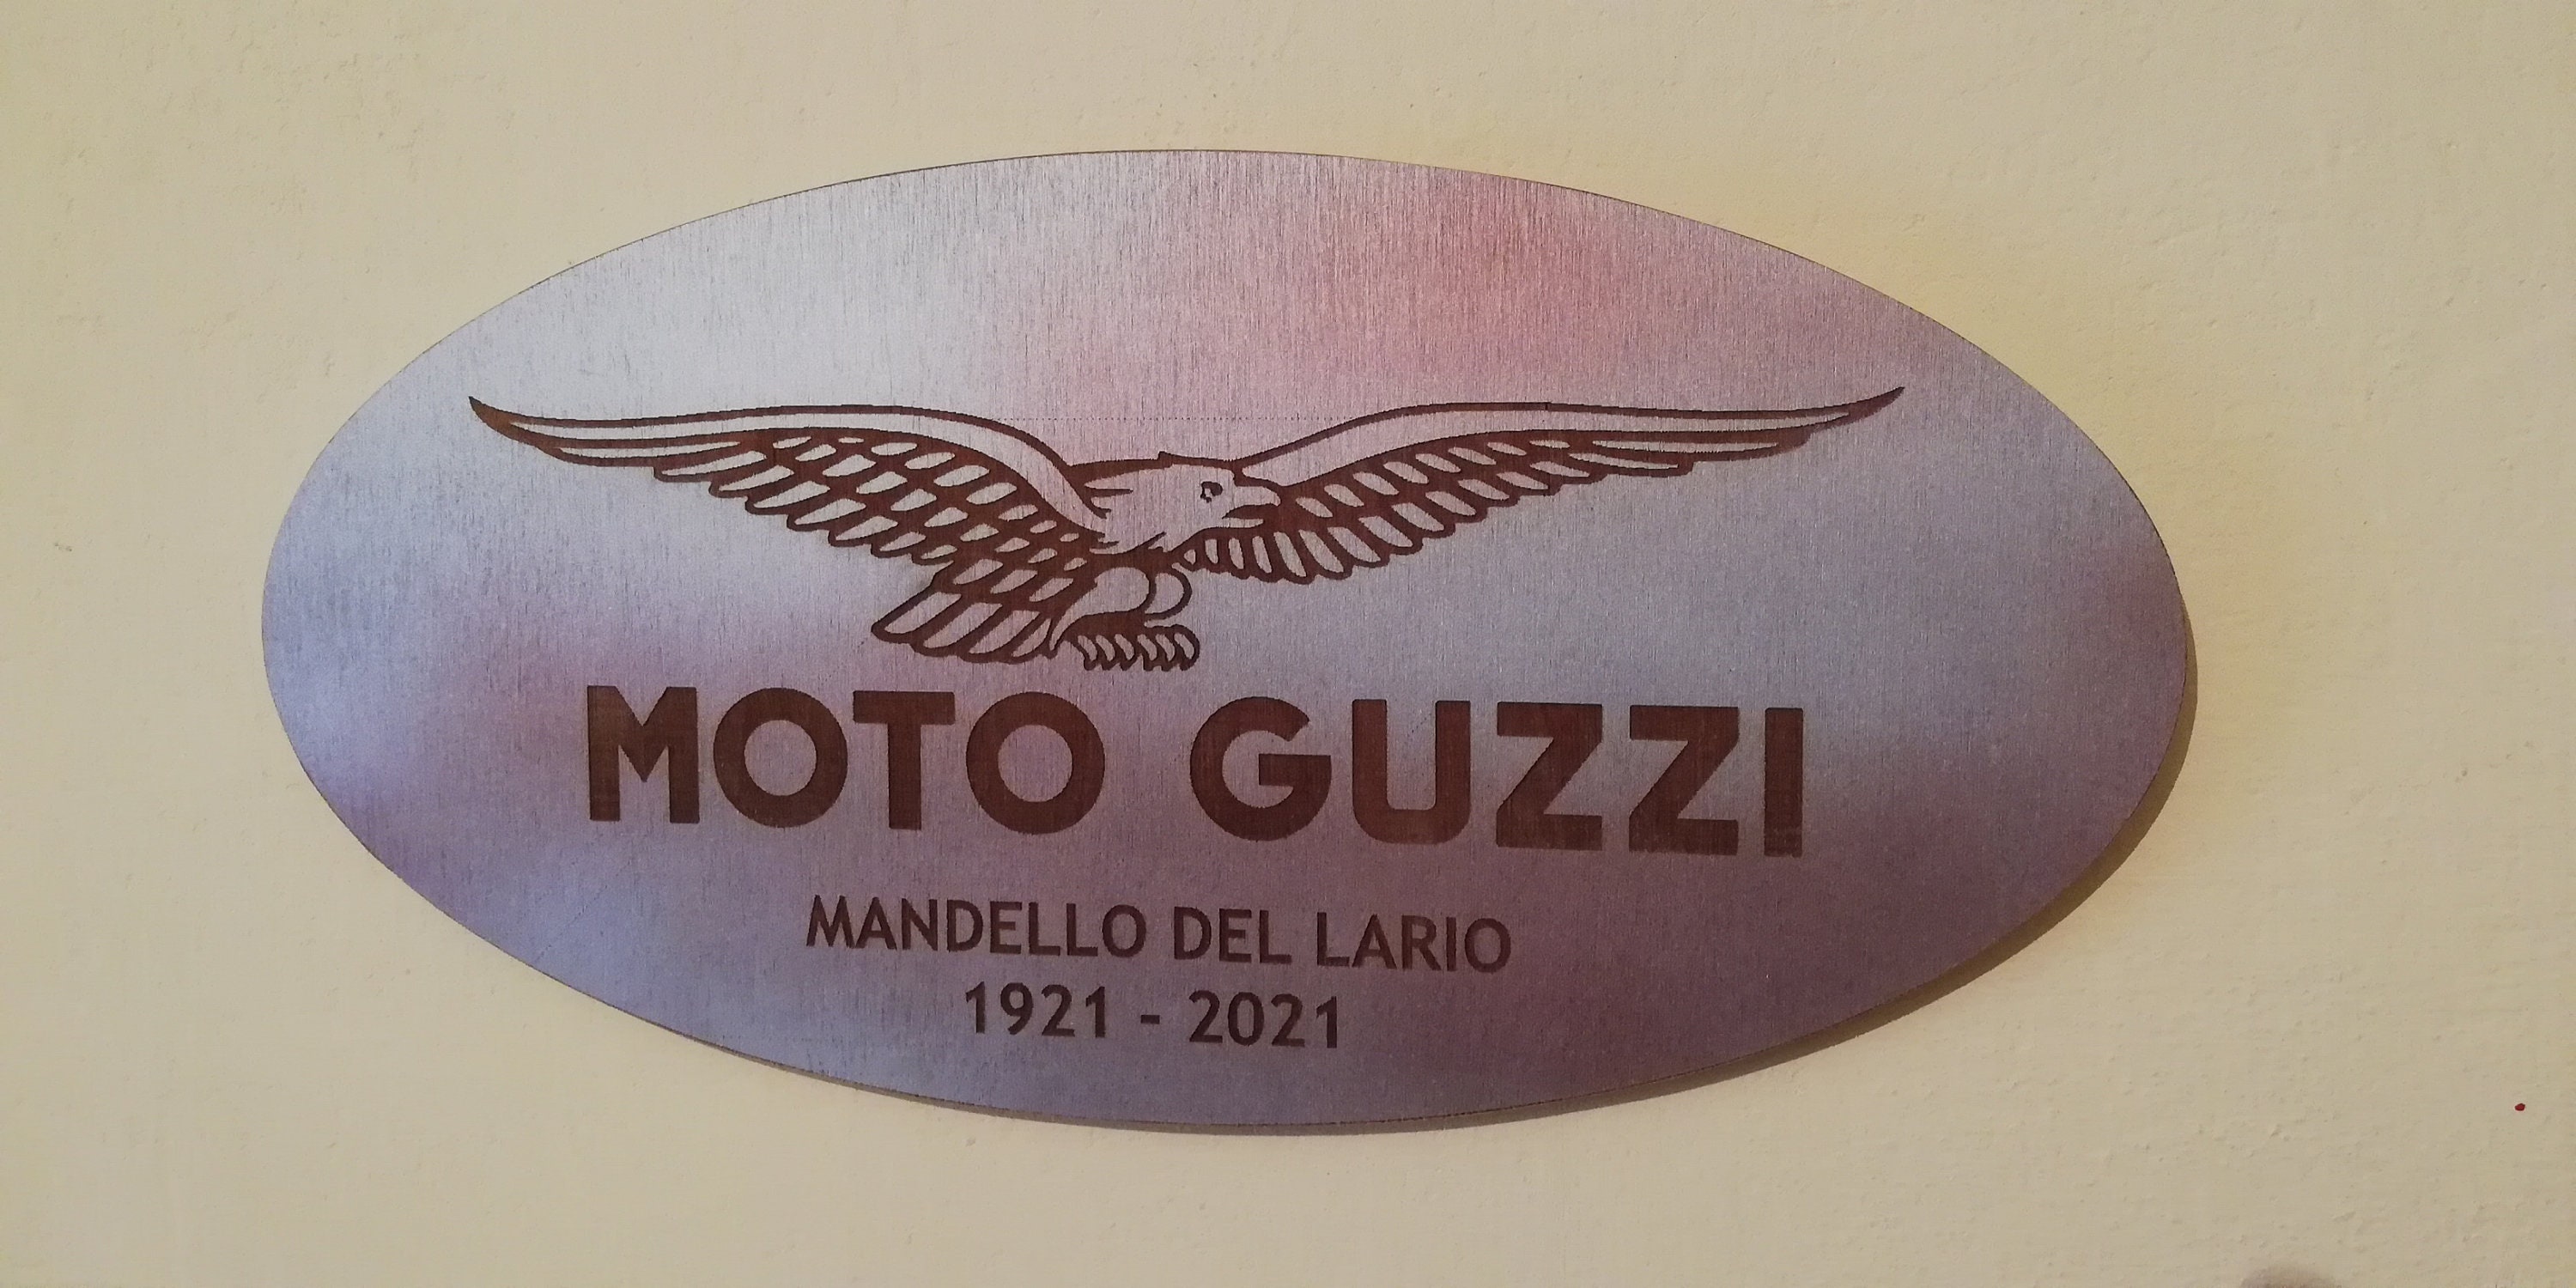 MOTO GUZZI
MANDELLO DEL LARIO
1921 - 2021